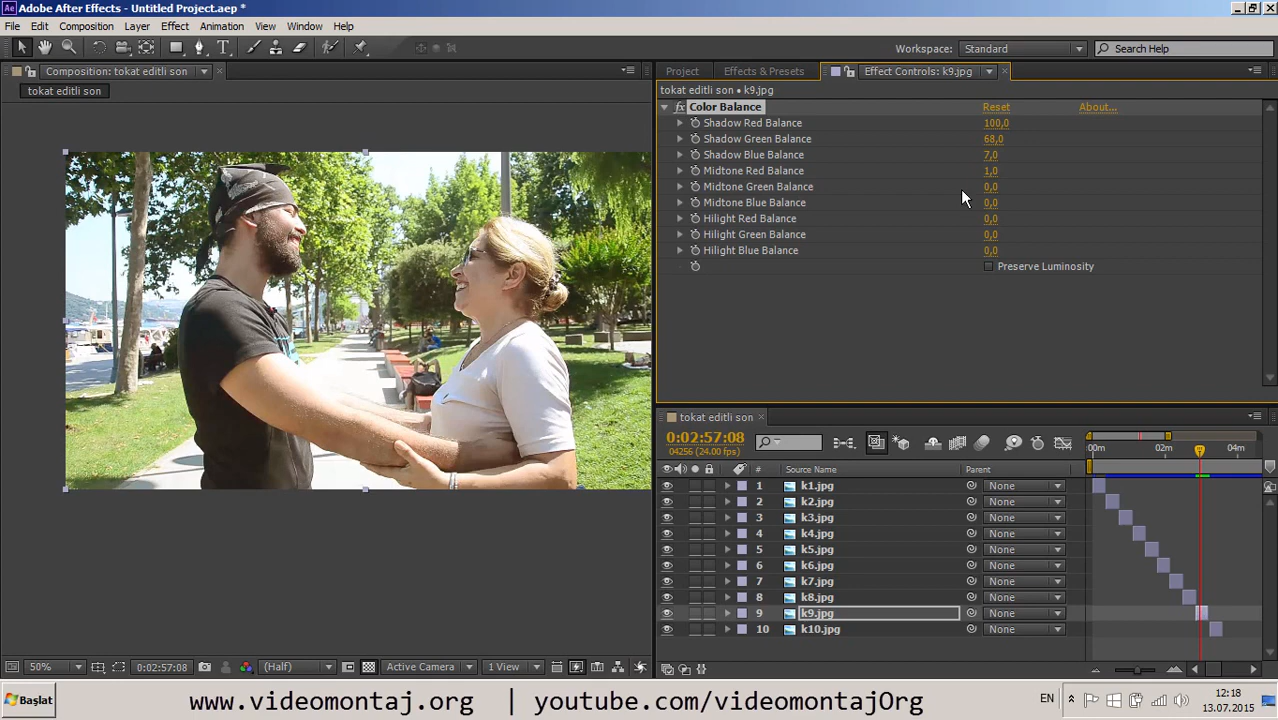 Adobe After Effects - Untitled Project.aep *
File Edit Composition Layer Effect Animation View Window Help
Workspace: Standard Search Help
Composition: tokat editli son
tokat editli son
Project Effects & Presets Effect Controls: k9.jpg
tokat editli son • k9.jpg
fx Color Balance Reset About...
Shadow Red Balance 100,0
Shadow Green Balance 68,0
Shadow Blue Balance 7,0
Midtone Red Balance 1,0
Midtone Green Balance 0,0
Midtone Blue Balance 0,0
Hilight Red Balance 0,0
Hilight Green Balance 0,0
Hilight Blue Balance 0,0
Preserve Luminosity
tokat editli son
0:02:57:08
04256 (24.00 fps)
00m 02m 04m
# Source Name Parent
1 k1.jpg None
2 k2.jpg None
3 k3.jpg None
4 k4.jpg None
5 k5.jpg None
6 k6.jpg None
7 k7.jpg None
8 k8.jpg None
9 k9.jpg None
10 k10.jpg None
50% 0:02:57:08 (Half) Active Camera 1 View
Başlat
www.videomontaj.org | youtube.com/videomontajOrg
EN
12:18
13.07.2015